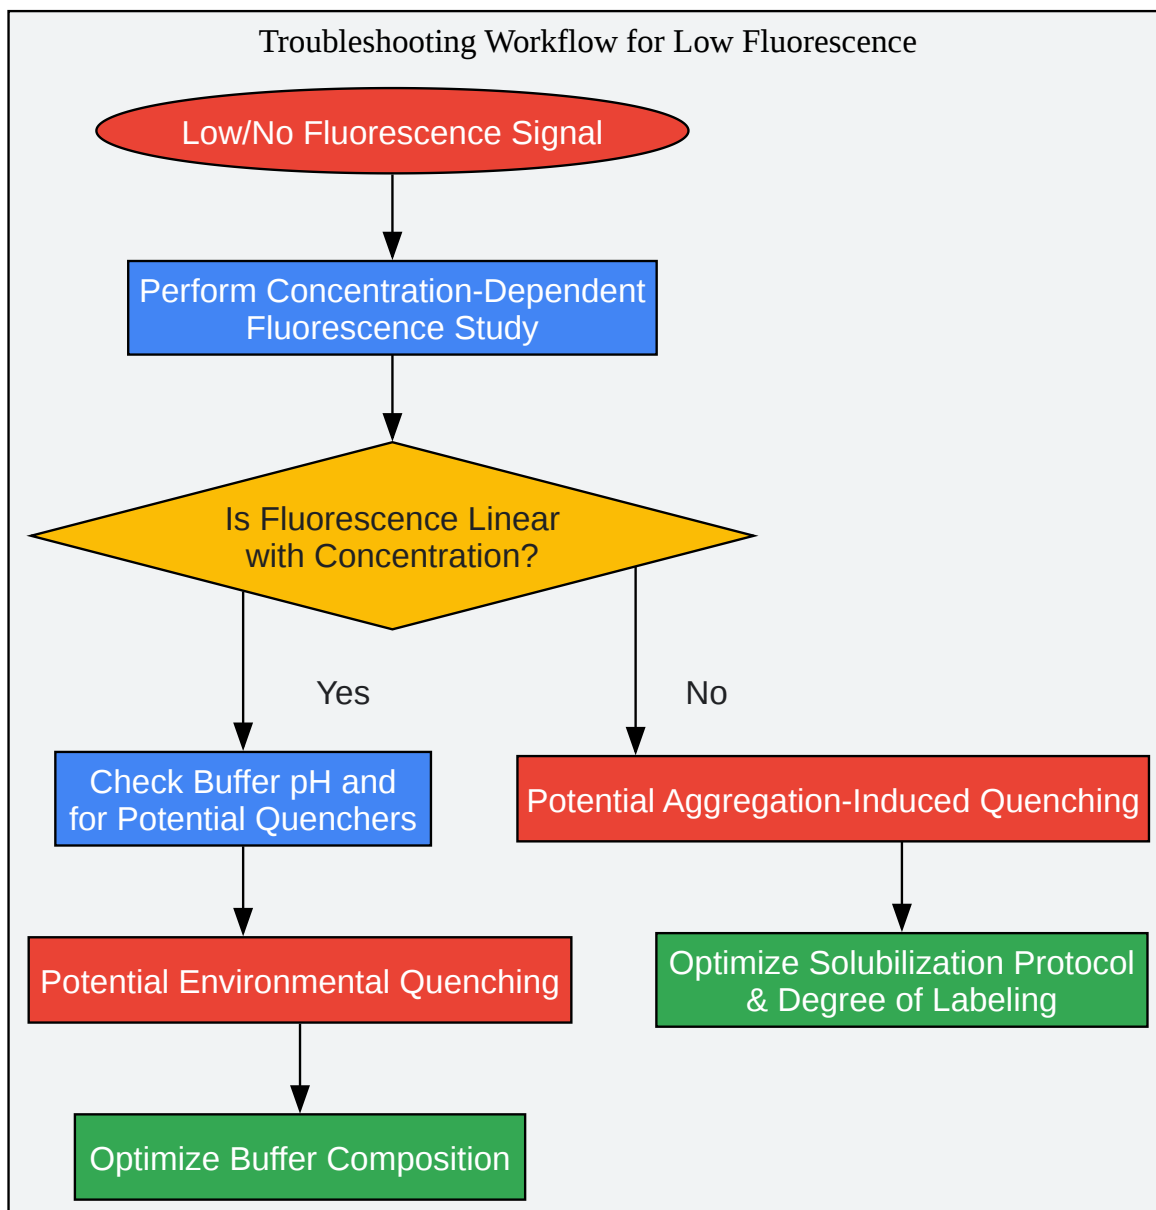 Troubleshooting Workflow for Low Fluorescence
Low/No Fluorescence Signal
Perform Concentration-Dependent
Fluorescence Study
Is Fluorescence Linear
with Concentration?
Yes
No
Check Buffer pH and
for Potential Quenchers
Potential Aggregation-Induced Quenching
Potential Environmental Quenching
Optimize Solubilization Protocol
& Degree of Labeling
Optimize Buffer Composition